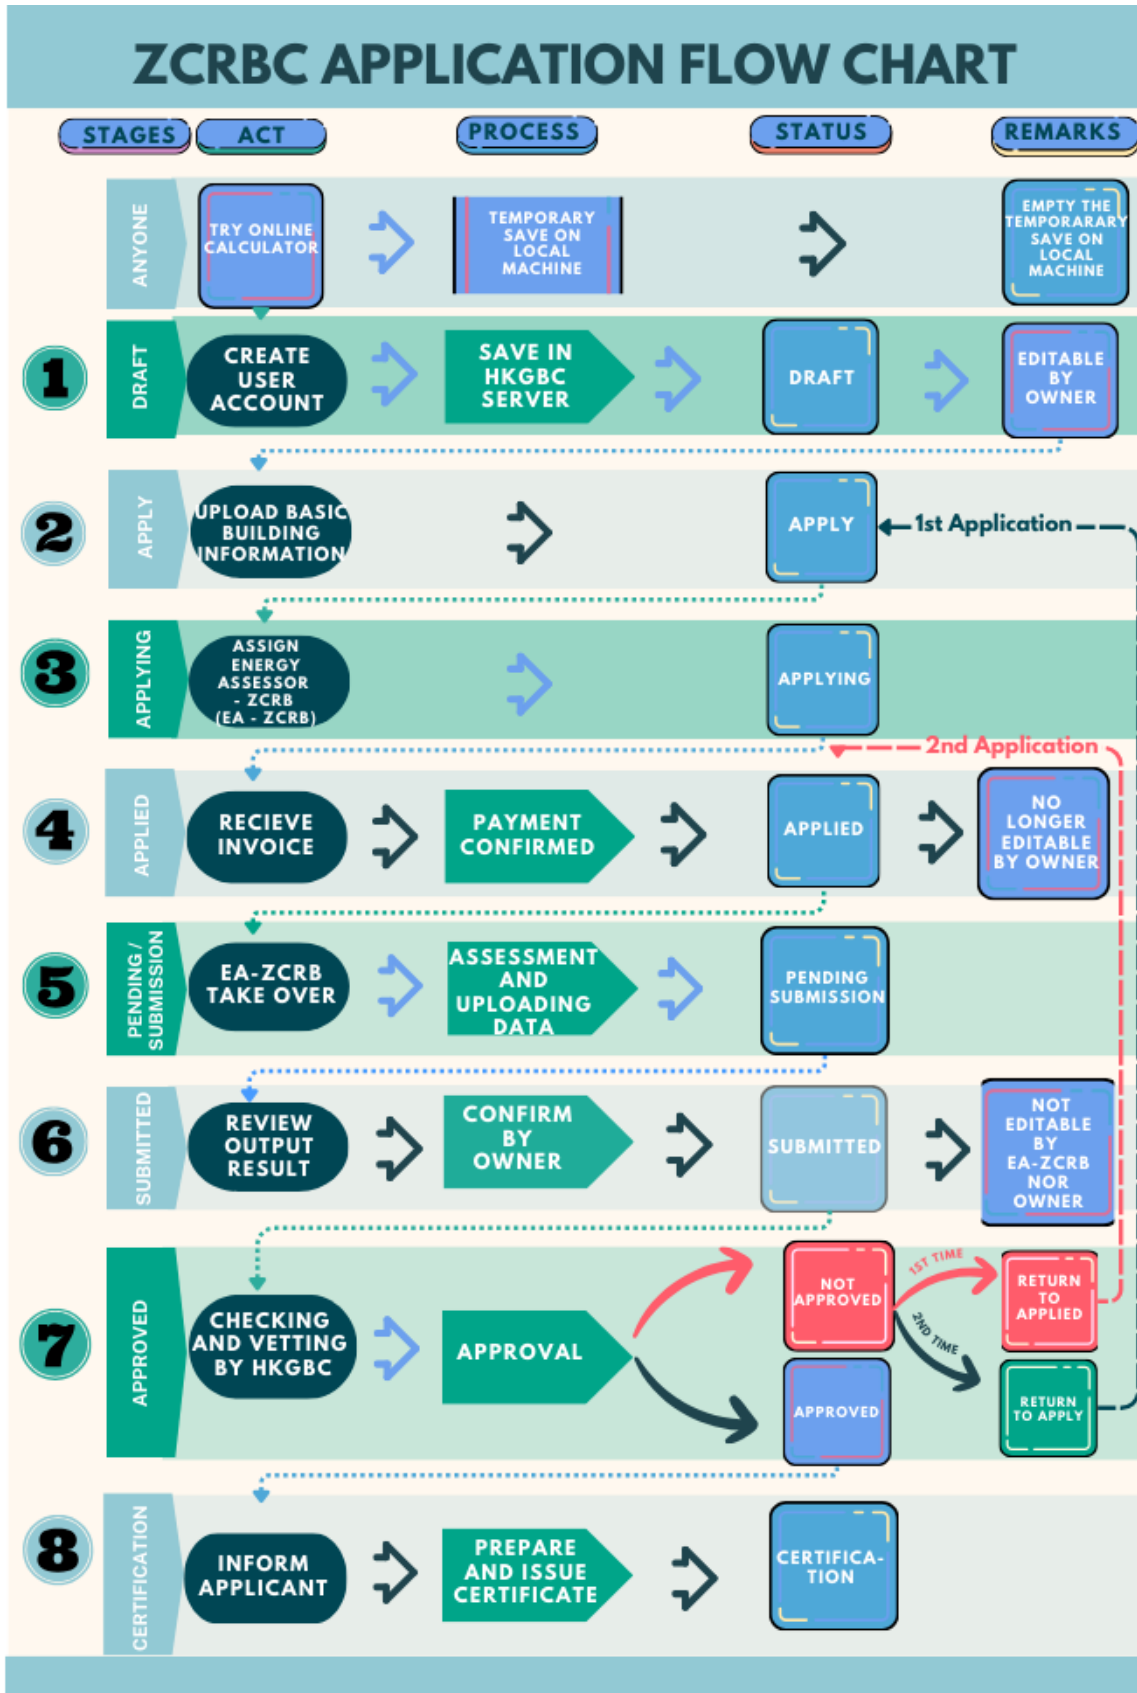 ZCRBC APPLICATION FLOW CHART
STAGES
ACT
PROCESS
STATUS
REMARKS
ANYONE
TRY ONLINE
CALCULATOR
TEMPORARY
SAVE ON
LOCAL
MACHINE
EMPTY THE
TEMPORARARY
SAVE ON
LOCAL
MACHINE
1
DRAFT
CREATE
USER
ACCOUNT
SAVE IN
HKGBC
SERVER
DRAFT
EDITABLE
BY
OWNER
2
APPLY
UPLOAD BASIC
BUILDING
INFORMATION
APPLY
1st Application
3
APPLYING
ASSIGN
ENERGY
ASSESSOR
- ZCRB
(EA - ZCRB)
APPLYING
2nd Application
4
APPLIED
RECIEVE
INVOICE
PAYMENT
CONFIRMED
APPLIED
NO
LONGER
EDITABLE
BY OWNER
5
PENDING /
SUBMISSION
EA-ZCRB
TAKE OVER
ASSESSMENT
AND
UPLOADING
DATA
PENDING
SUBMISSION
6
SUBMITTED
REVIEW
OUTPUT
RESULT
CONFIRM
BY
OWNER
SUBMITTED
NOT
EDITABLE
BY
EA-ZCRB
NOR
OWNER
7
APPROVED
CHECKING
AND VETTING
BY HKGBC
APPROVAL
NOT
APPROVED
1ST TIME
RETURN
TO
APPLIED
2ND TIME
APPROVED
RETURN
TO APPLY
8
CERTIFICATION
INFORM
APPLICANT
PREPARE
AND ISSUE
CERTIFICATE
CERTIFICA-
TION